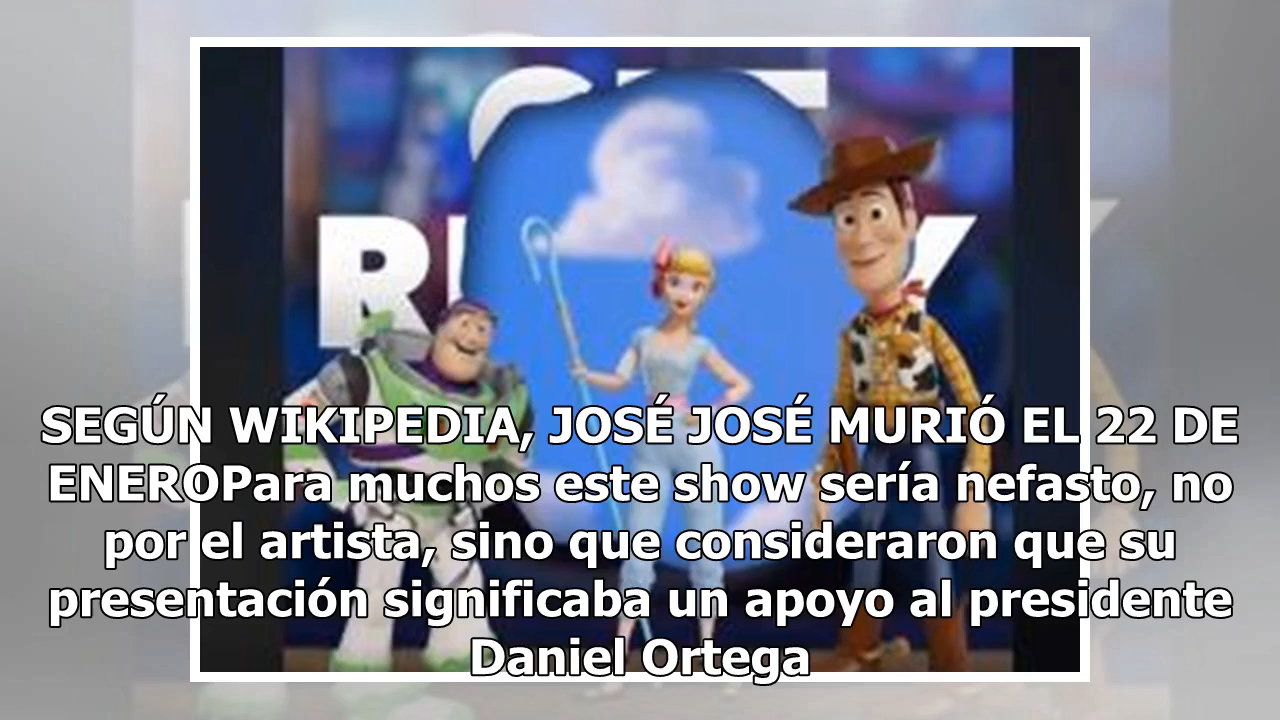 SEGÚN WIKIPEDIA, JOSÉ JOSÉ MURIÓ EL 22 DE
ENEROPara muchos este show sería nefasto, no
por el artista, sino que consideraron que su
presentación significaba un apoyo al presidente
Daniel Ortega